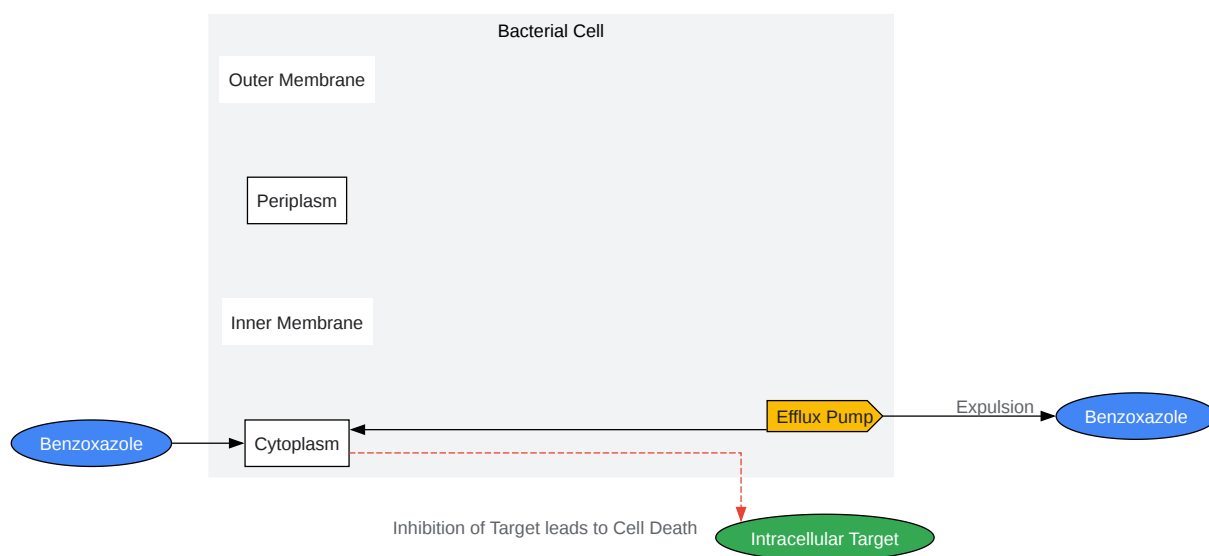 Bacterial Cell
Outer Membrane
Periplasm
Inner Membrane
Efflux Pump
Expulsion
Benzoxazole
Benzoxazole
Cytoplasm
Inhibition of Target leads to Cell Death
Intracellular Target